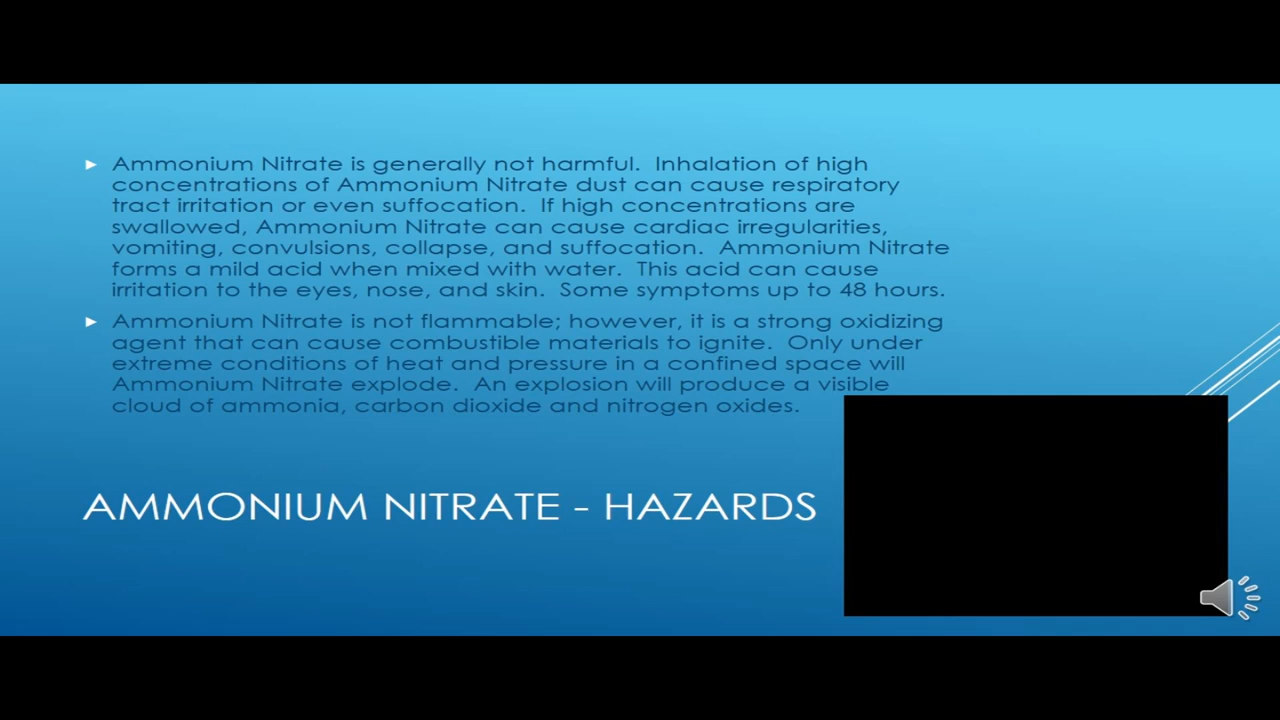 Ammonium Nitrate is generally not harmful.  Inhalation of high
concentrations of Ammonium Nitrate dust can cause respiratory
tract irritation or even suffocation.  If high concentrations are
swallowed, Ammonium Nitrate can cause cardiac irregularities,
vomiting, convulsions, collapse, and suffocation.  Ammonium Nitrate
forms a mild acid when mixed with water.  This acid can cause
irritation to the eyes, nose, and skin.  Some symptoms up to 48 hours.
Ammonium Nitrate is not flammable; however, it is a strong oxidizing
agent that can cause combustible materials to ignite.  Only under
extreme conditions of heat and pressure in a confined space will
Ammonium Nitrate explode.  An explosion will produce a visible
cloud of ammonia, carbon dioxide and nitrogen oxides.
AMMONIUM NITRATE - HAZARDS